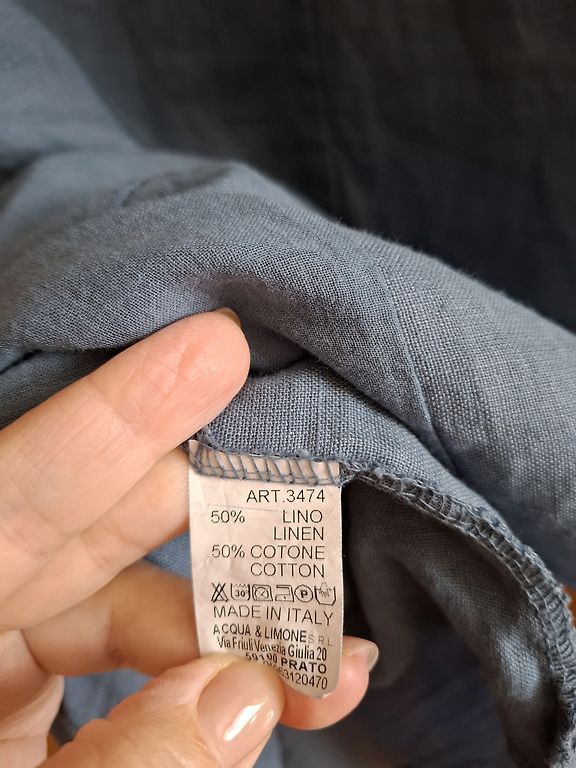 ART.3474
50% LINO
LINEN
50% COTONE
COTTON
30°
P
MADE IN ITALY
ACQUA & LIMONE S.R.L
Via Friuli Venezia Giulia 20
59100 PRATO
63120470